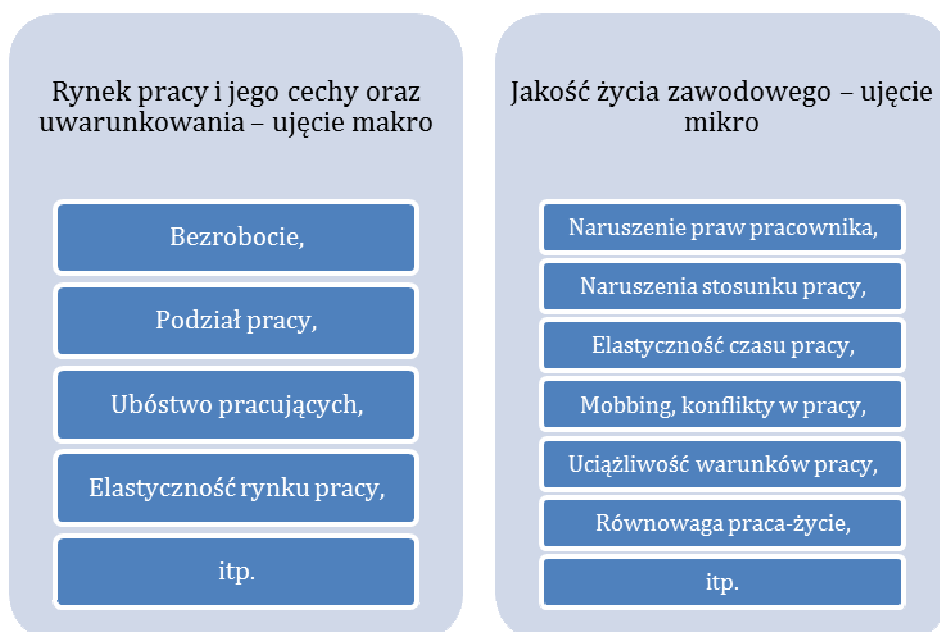 Rynek pracy i jego cechy oraz
uwarunkowania – ujęcie makro
Bezrobocie,
Podział pracy,
Ubóstwo pracujących,
Elastyczność rynku pracy,
itp.
Jakość życia zawodowego – ujęcie
mikro
Naruszenie praw pracownika,
Naruszenia stosunku pracy,
Elastyczność czasu pracy,
Mobbing, konflikty w pracy,
Uciążliwość warunków pracy,
Równowaga praca-życie,
itp.